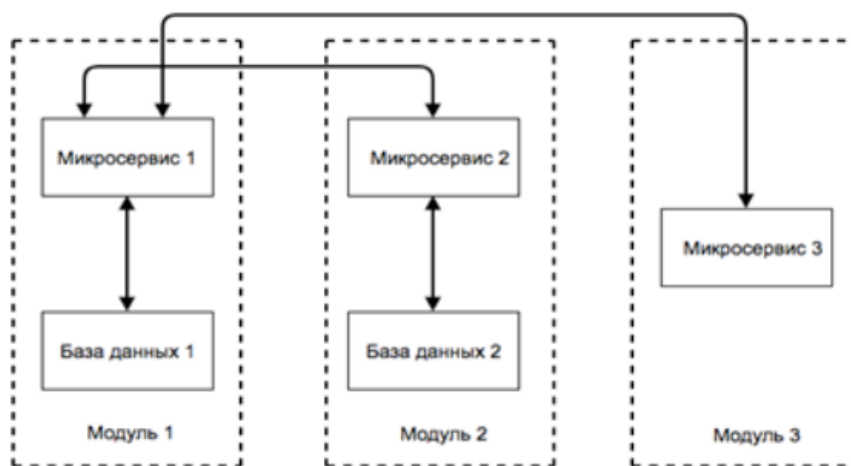 Микросервис 1
Микросервис 2
Микросервис 3
База данных 1
База данных 2
Модуль 1
Модуль 2
Модуль 3